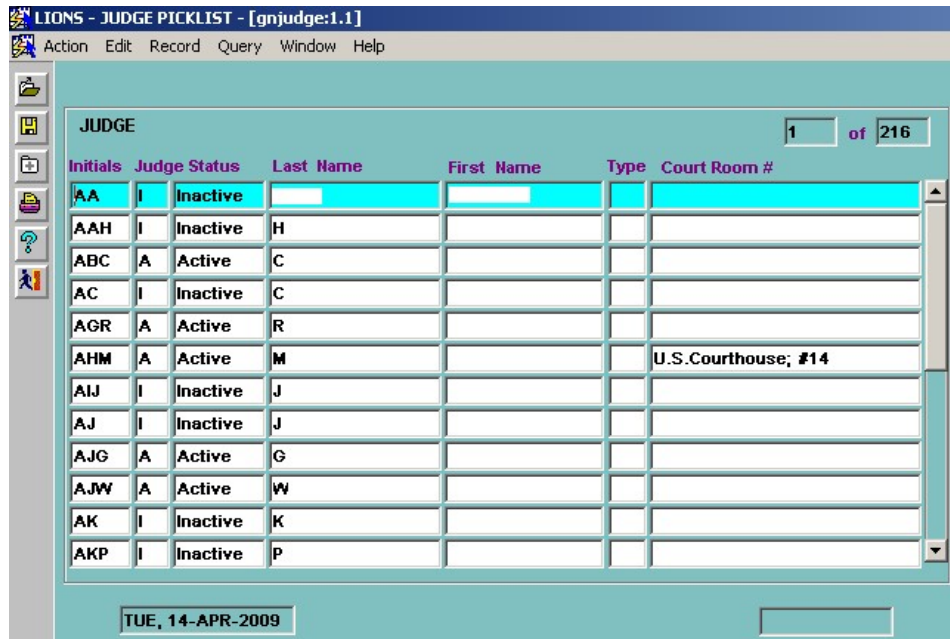 LIONS - JUDGE PICKLIST - [gnjudge:1.1]
Action Edit Record Query Window Help
JUDGE 1 of 216
Initials Judge Status Last Name First Name Type Court Room #
AA I Inactive
AAH I Inactive H
ABC A Active C
AC I Inactive C
AGR A Active R
AHM A Active M U.S.Courthouse; #14
AIJ I Inactive J
AJ I Inactive J
AJG A Active G
AJW A Active W
AK I Inactive K
AKP I Inactive P
TUE, 14-APR-2009